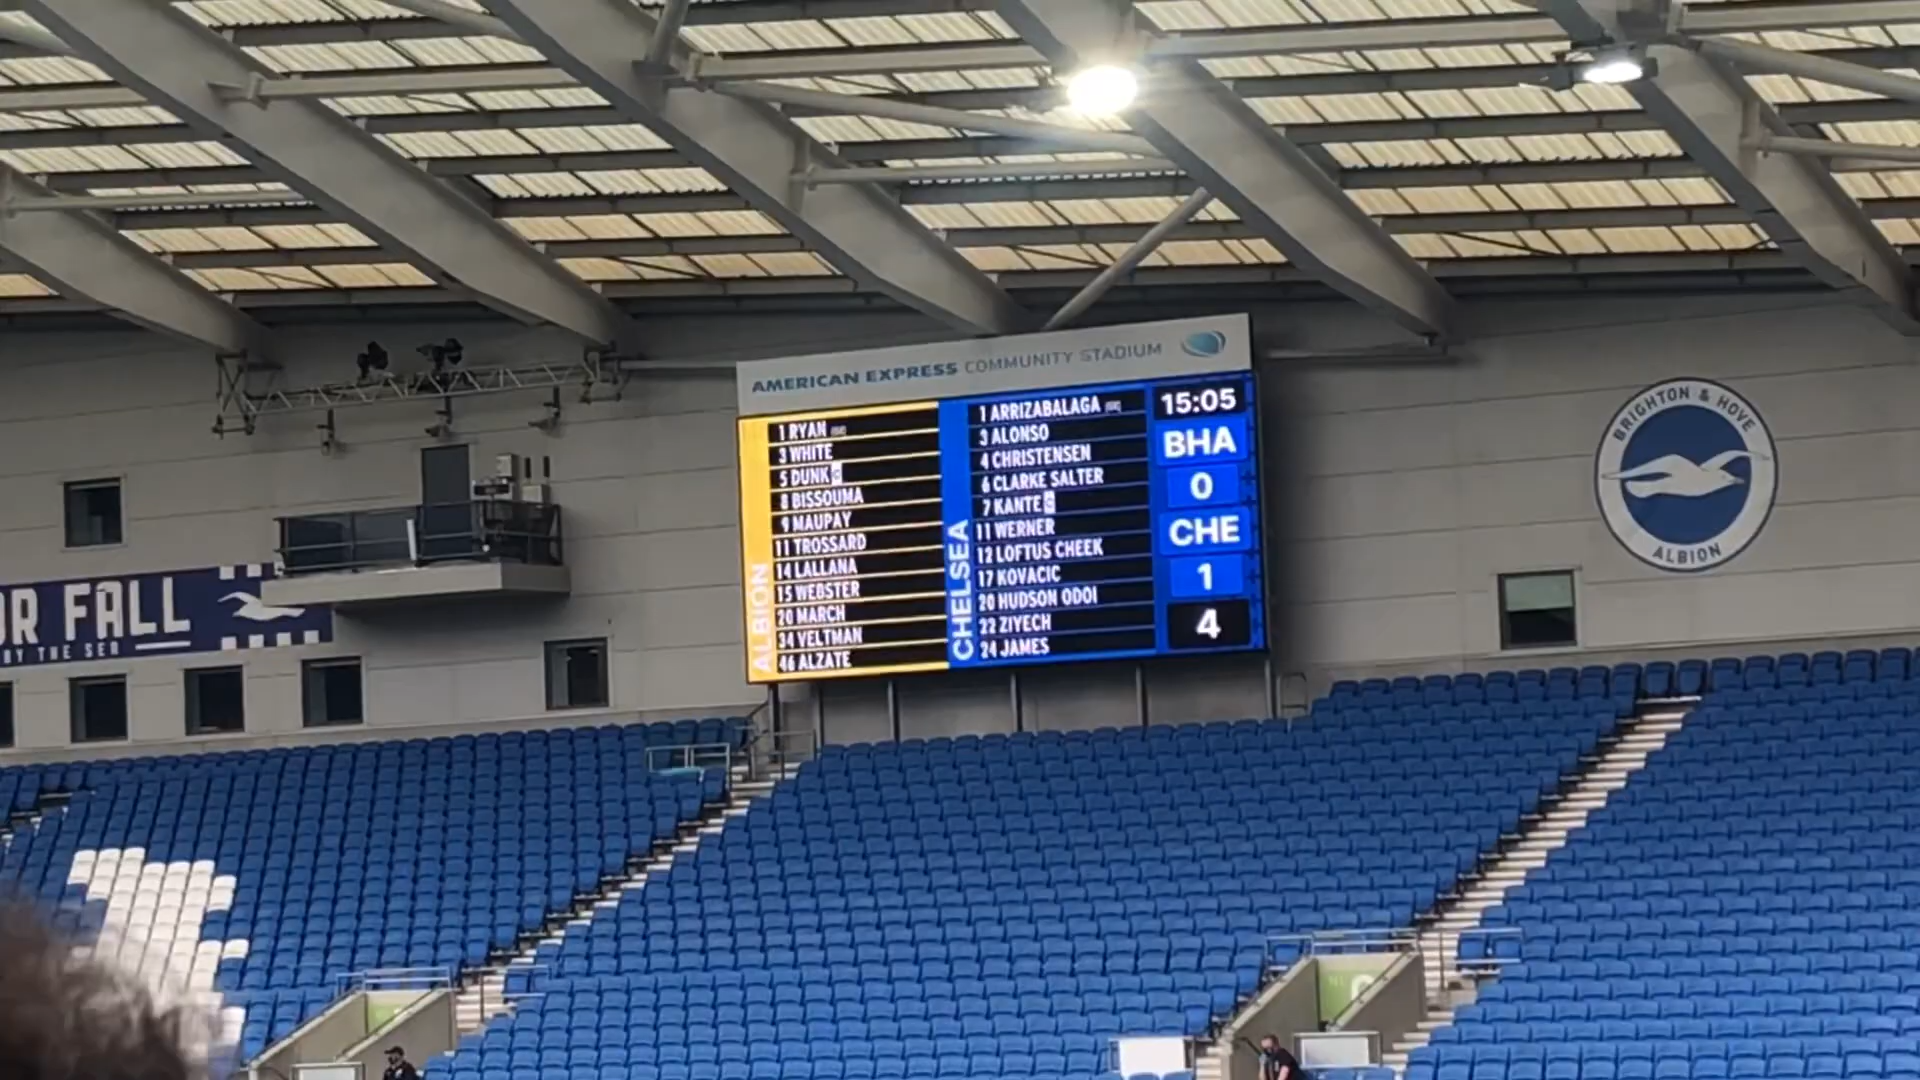 AMERICAN EXPRESS COMMUNITY STADIUM
ALBION
1 RYAN
3 WHITE
5 DUNK C
8 BISSOUMA
9 MAUPAY
11 TROSSARD
14 LALLANA
15 WEBSTER
20 MARCH
34 VELTMAN
46 ALZATE
CHELSEA
1 ARRIZABALAGA
3 ALONSO
4 CHRISTENSEN
6 CLARKE SALTER
7 KANTE C
11 WERNER
12 LOFTUS CHEEK
17 KOVACIC
20 HUDSON ODOI
22 ZIYECH
24 JAMES
15:05
BHA
0
CHE
1
4
BRIGHTON & HOVE
ALBION
OR FALL
BY THE SEA